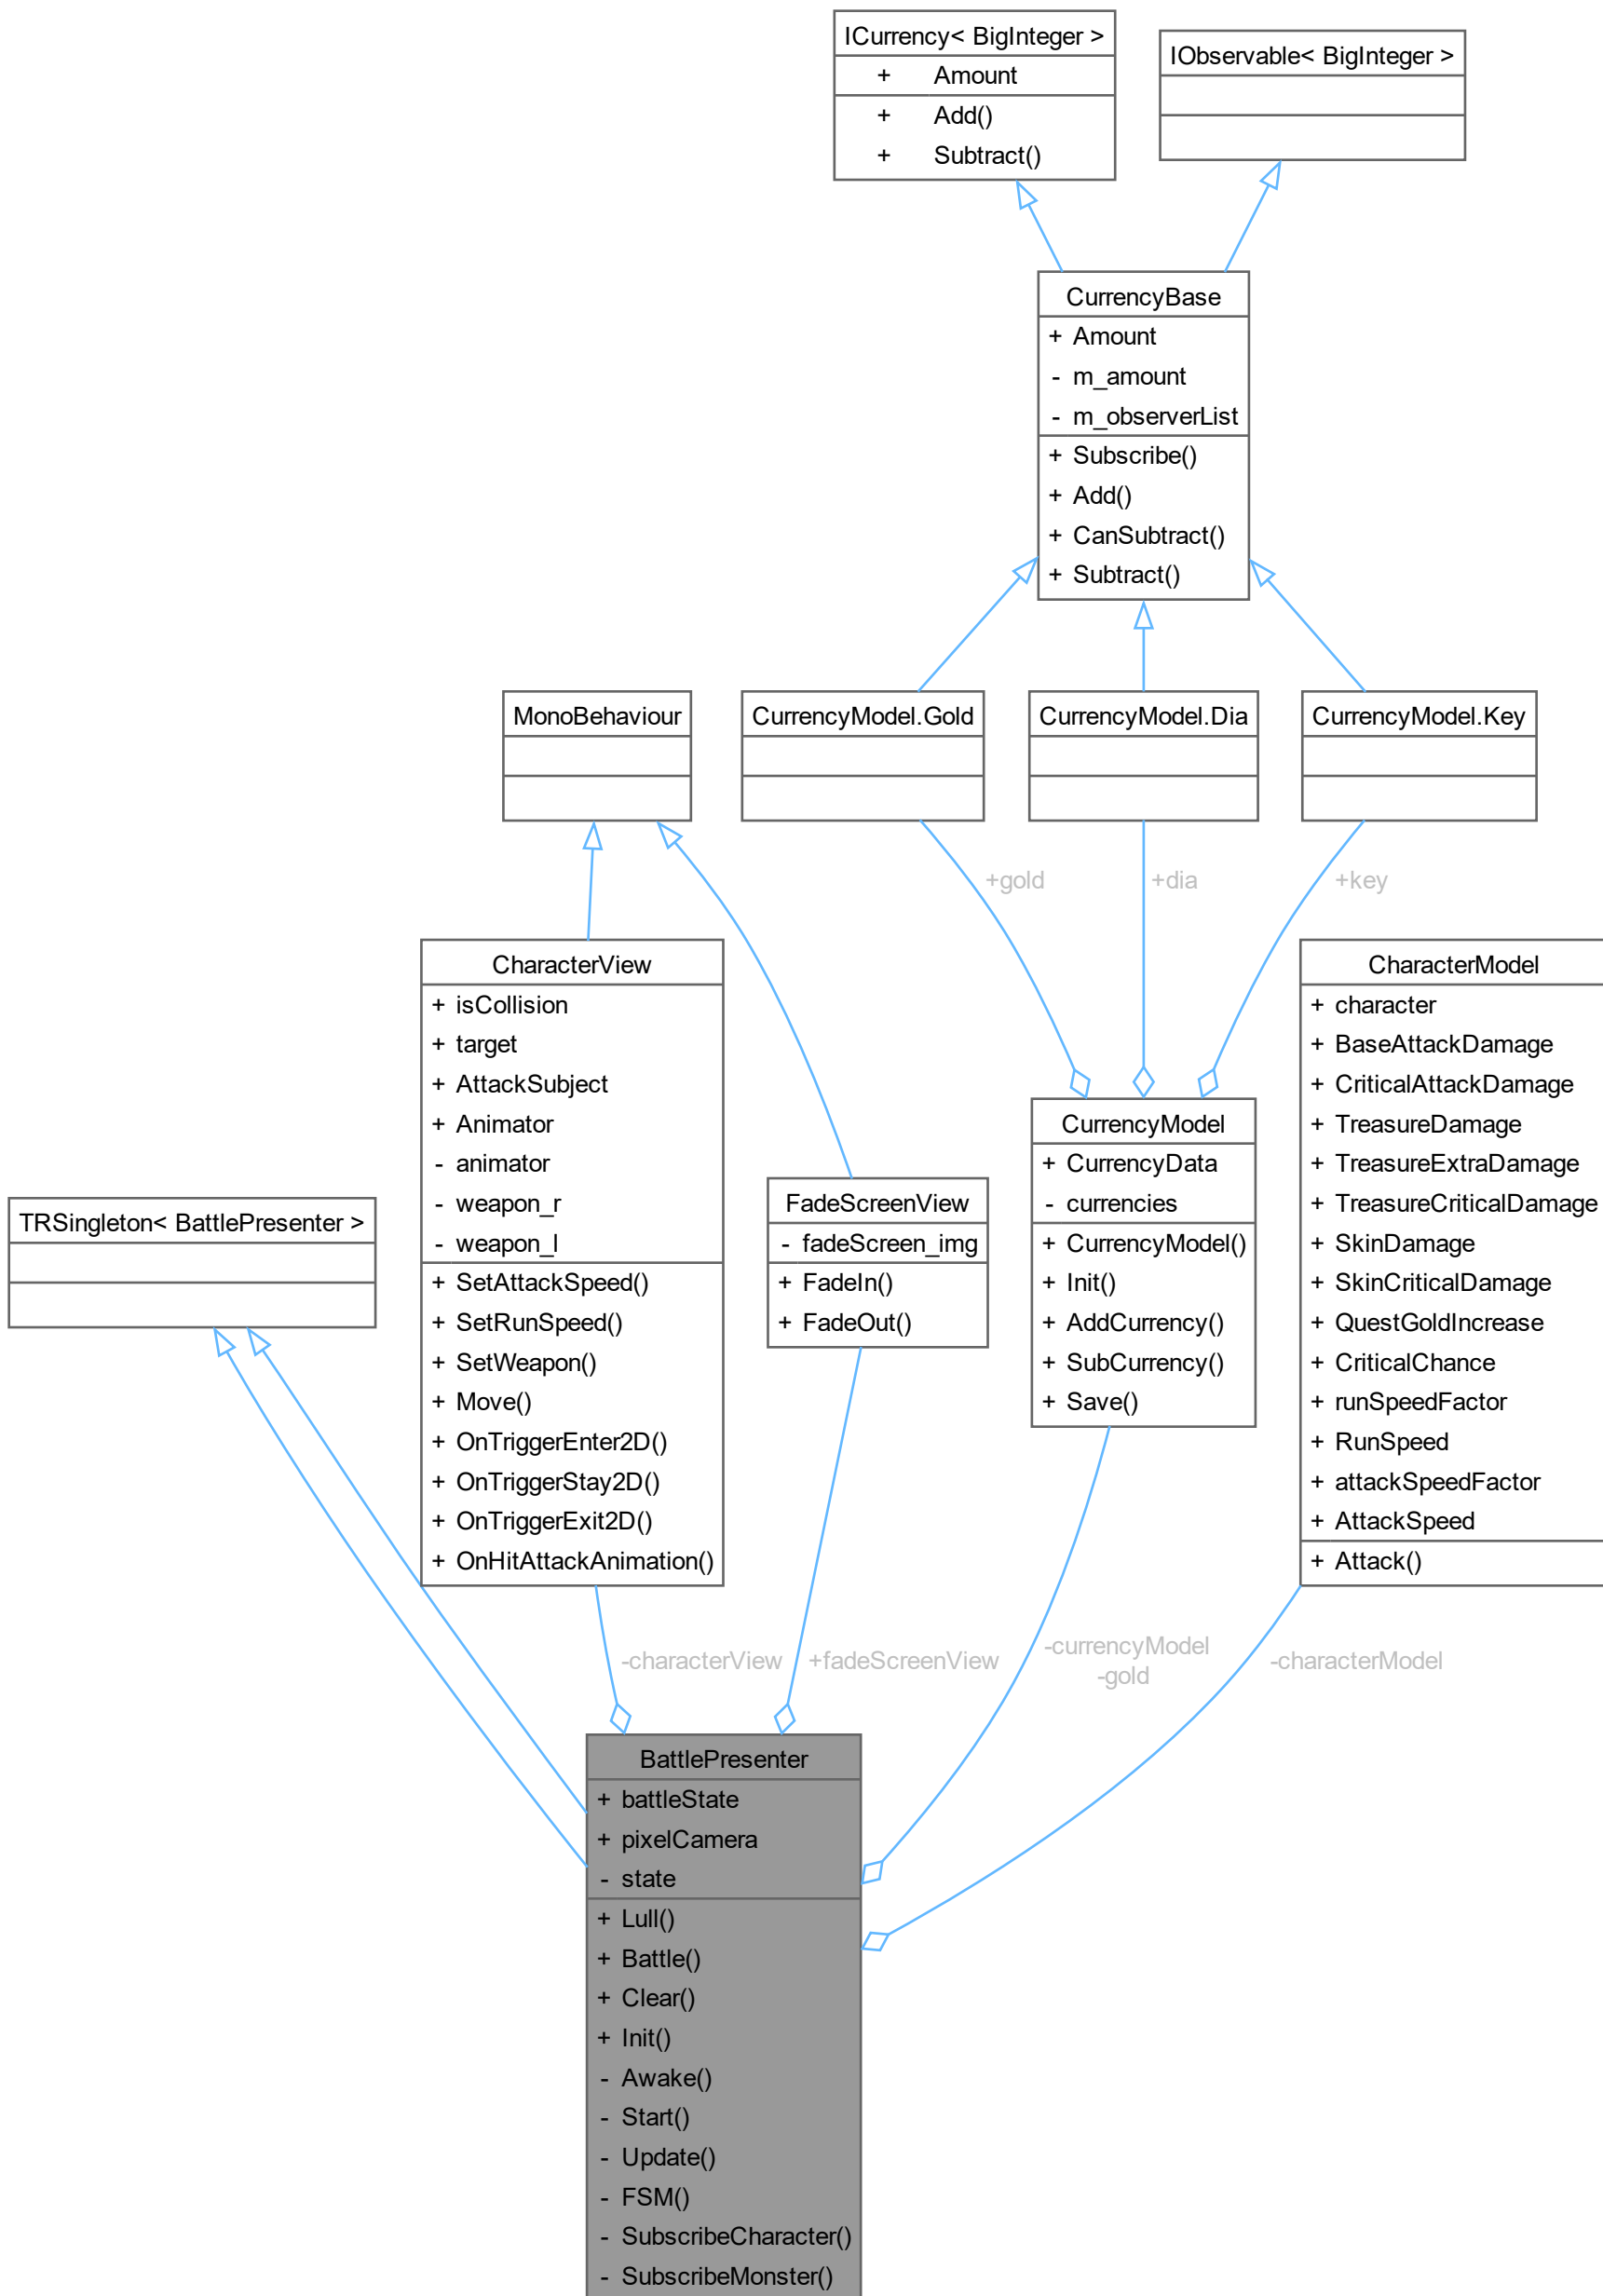 ICurrency< BigInteger >
+ Amount
+ Add()
+ Subtract()
IObservable< BigInteger >
CurrencyBase
+ Amount
- m_amount
- m_observerList
+ Subscribe()
+ Add()
+ CanSubtract()
+ Subtract()
MonoBehaviour
CurrencyModel.Gold
CurrencyModel.Dia
CurrencyModel.Key
+gold
+dia
+key
CharacterView
+ isCollision
+ target
+ AttackSubject
+ Animator
- animator
- weapon_r
- weapon_l
+ SetAttackSpeed()
+ SetRunSpeed()
+ SetWeapon()
+ Move()
+ OnTriggerEnter2D()
+ OnTriggerStay2D()
+ OnTriggerExit2D()
+ OnHitAttackAnimation()
CharacterModel
+ character
+ BaseAttackDamage
+ CriticalAttackDamage
+ TreasureDamage
+ TreasureExtraDamage
+ TreasureCriticalDamage
+ SkinDamage
+ SkinCriticalDamage
+ QuestGoldIncrease
+ CriticalChance
+ runSpeedFactor
+ RunSpeed
+ attackSpeedFactor
+ AttackSpeed
+ Attack()
CurrencyModel
+ CurrencyData
- currencies
+ CurrencyModel()
+ Init()
+ AddCurrency()
+ SubCurrency()
+ Save()
FadeScreenView
- fadeScreen_img
+ FadeIn()
+ FadeOut()
TRSingleton< BattlePresenter >
-characterView
+fadeScreenView
-currencyModel
-gold
-characterModel
BattlePresenter
+ battleState
+ pixelCamera
- state
+ Lull()
+ Battle()
+ Clear()
+ Init()
- Awake()
- Start()
- Update()
- FSM()
- SubscribeCharacter()
- SubscribeMonster()